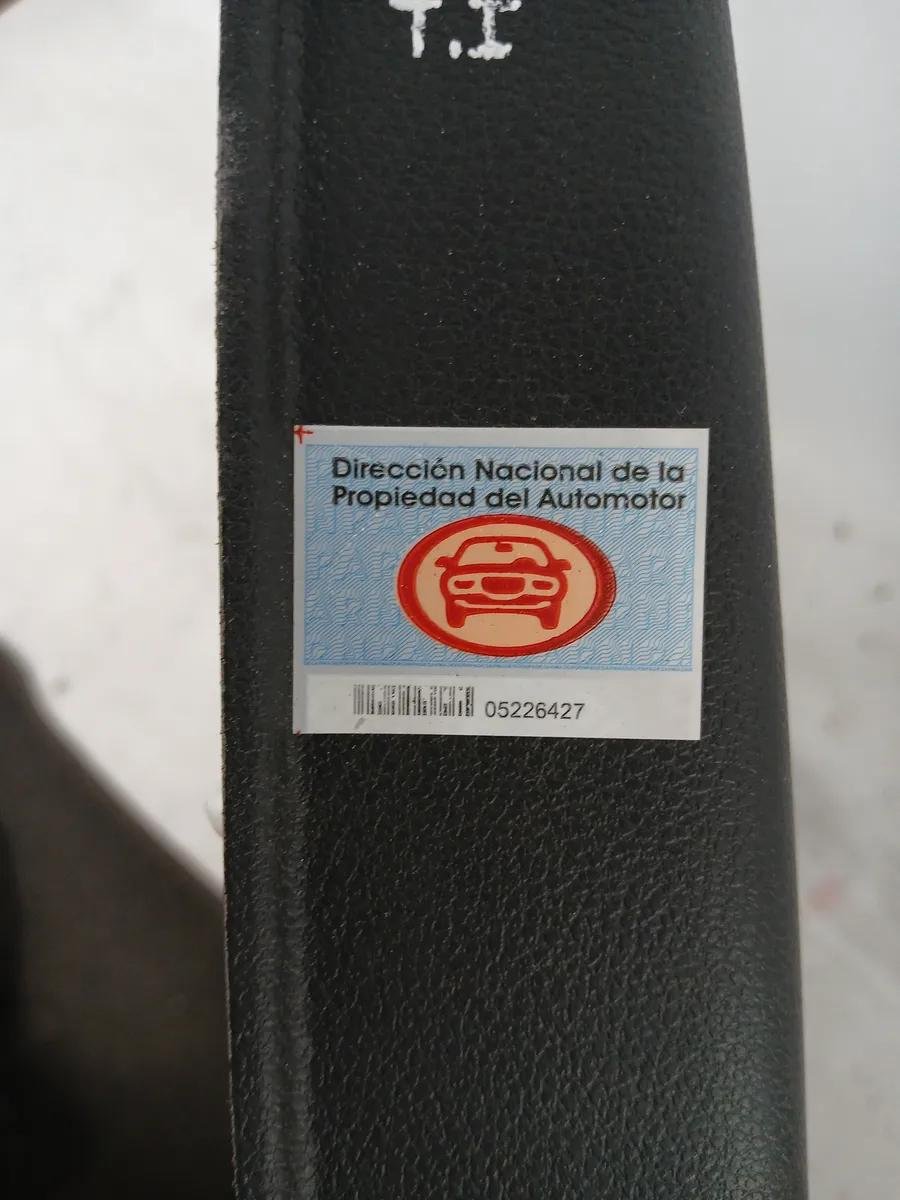 T.I
Dirección Nacional de la
Propiedad del Automotor
05226427